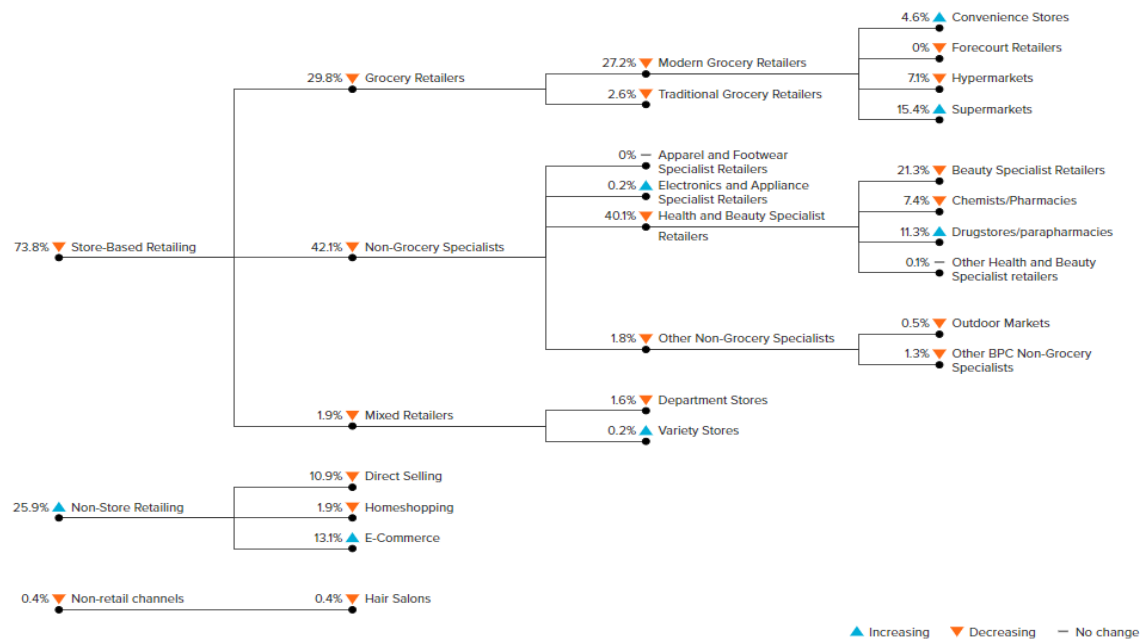 4.6% ▲ Convenience Stores
0% ▼ Forecourt Retailers
27.2% ▼ Modern Grocery Retailers
29.8% ▼ Grocery Retailers
7.1% ▼ Hypermarkets
2.6% ▼ Traditional Grocery Retailers
15.4% ▲ Supermarkets
0% — Apparel and Footwear
Specialist Retailers
21.3% ▼ Beauty Specialist Retailers
0.2% ▲ Electronics and Appliance
Specialist Retailers
7.4% ▼ Chemists/Pharmacies
40.1% ▼ Health and Beauty Specialist
Retailers
11.3% ▲ Drugstores/parapharmacies
73.8% ▼ Store-Based Retailing
42.1% ▼ Non-Grocery Specialists
0.1% — Other Health and Beauty
Specialist retailers
0.5% ▼ Outdoor Markets
1.8% ▼ Other Non-Grocery Specialists
1.3% ▼ Other BPC Non-Grocery
Specialists
1.6% ▼ Department Stores
1.9% ▼ Mixed Retailers
0.2% ▲ Variety Stores
10.9% ▼ Direct Selling
25.9% ▲ Non-Store Retailing
1.9% ▼ Homeshopping
13.1% ▲ E-Commerce
0.4% ▼ Non-retail channels
0.4% ▼ Hair Salons
▲ Increasing ▼ Decreasing — No change